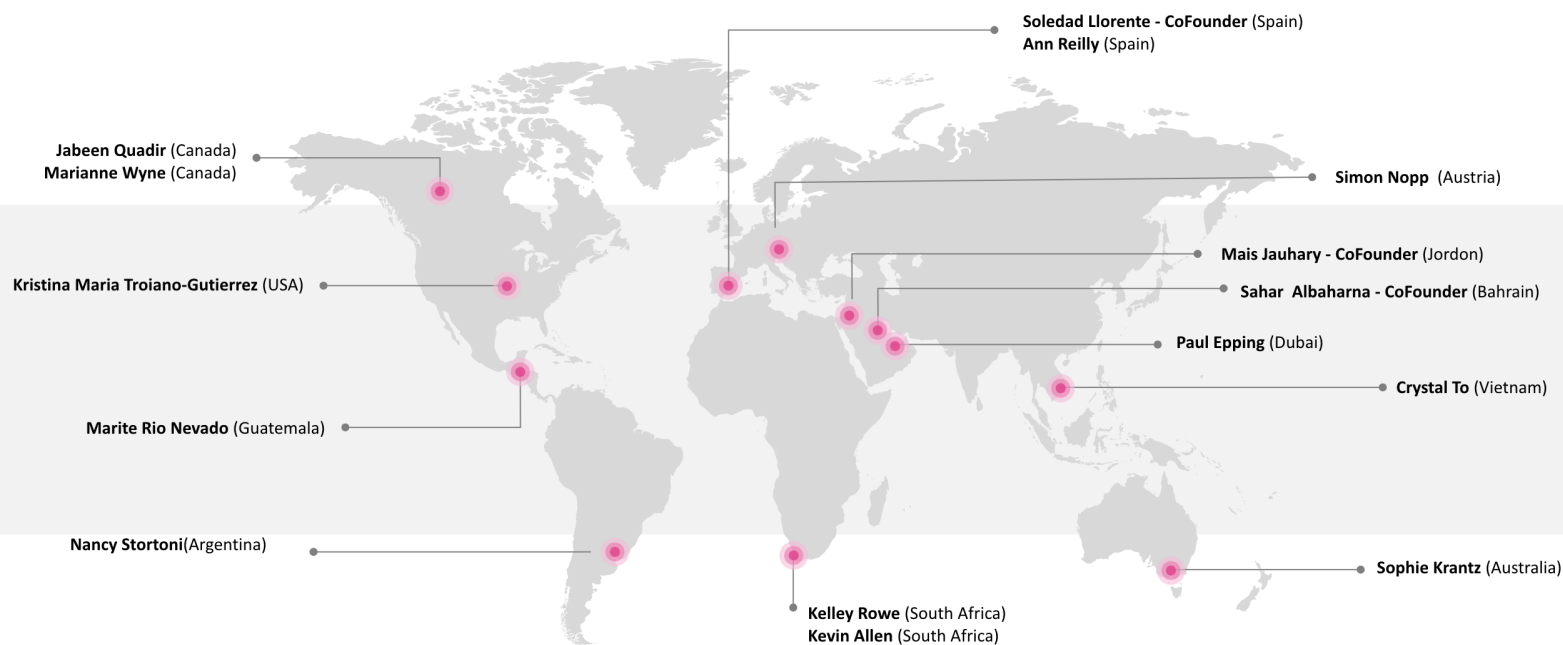 Soledad Llorente - CoFounder (Spain)
Ann Reilly (Spain)
Jabeen Quadir (Canada)
Marianne Wyne (Canada)
Simon Nopp (Austria)
Mais Jauhary - CoFounder (Jordon)
Kristina Maria Troiano-Gutierrez (USA)
Sahar Albaharna - CoFounder (Bahrain)
Paul Epping (Dubai)
Crystal To (Vietnam)
Marite Rio Nevado (Guatemala)
Nancy Stortoni(Argentina)
Sophie Krantz (Australia)
Kelley Rowe (South Africa)
Kevin Allen (South Africa)